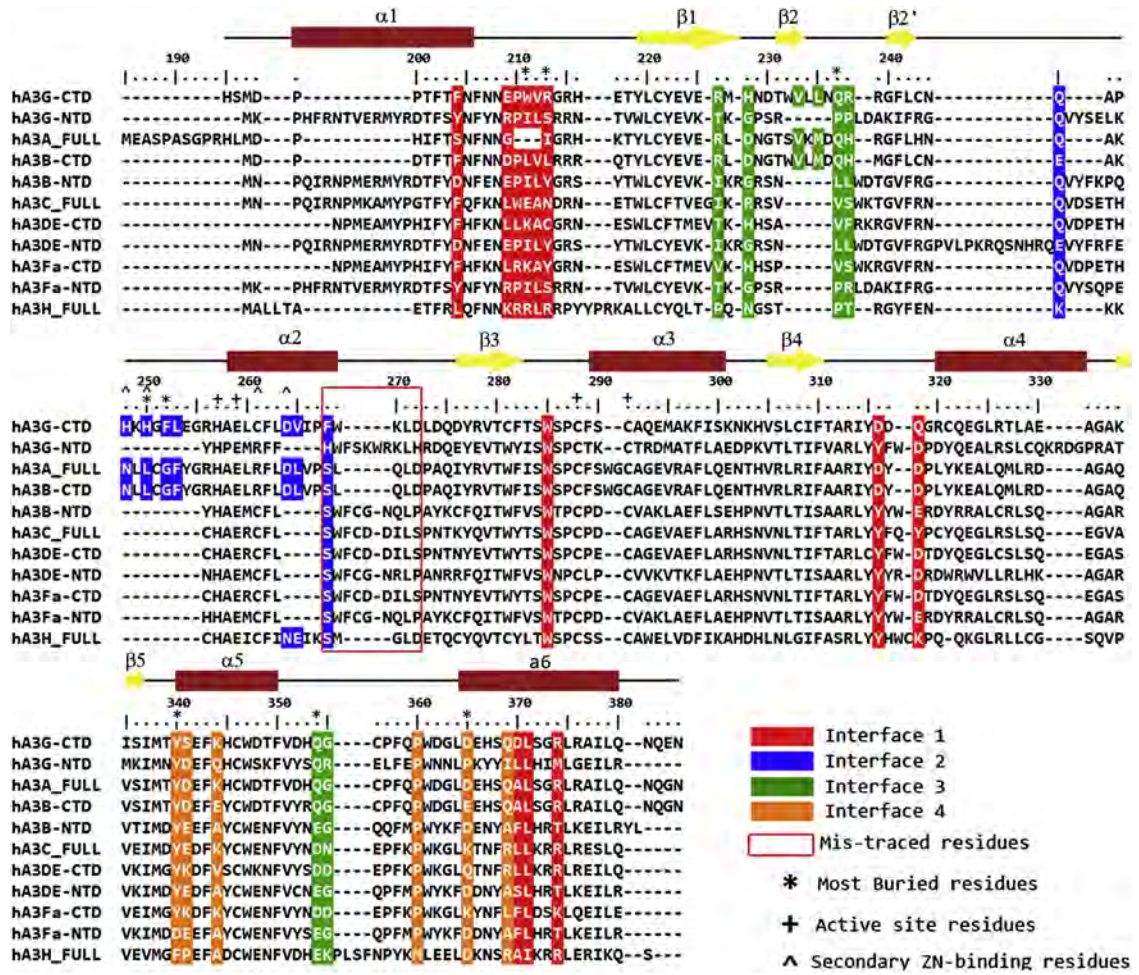 α1 β1 β2 β2'
190 200 210 220 230 240
* * *
hA3G-CTD ----------HSMD--P----------PTFTFNFNNEPWVRGRH---ETYLCYEVE-RM-HNDTWVLLNQR--RGFLCN------------Q---AP
hA3G-NTD ------------MK--PHFRNTVERMYRDTFSYNFYNRPILSRRN---TVWLCYEVK-TK-GPSR----PPLDAKIFRG------------QVYSELK
hA3A_FULL MEASPASGPRHLMD--P----------HIFTSNFNNG---IGRH---KTYLCYEVE-RL-DNGTSVKMDQH--RGFLHN------------Q---AK
hA3B-CTD ------------MD--P----------DTFTFNFNNDPLVLRRR---QTYLCYEVE-RL-DNGTWVLMDQH--MGFLCN------------E---AK
hA3B-NTD ------------MN--PQIRNPMERMYRDTFYDNFENEPILYGRS---YTWLCYEVK-IKRGRSN----LLWDTGVFRG------------QVYFKPQ
hA3C_FULL ------------MN--PQIRNPMKAMYPGTFYFQFKNLWEANDRN---ETWLCFTVEGIK-RRSV----VSWKTGVFRN------------QVDSETH
hA3DE-CTD ------------------NPMEAMYPHIFYFHFKNLLKACGRN---ESWLCFTMEVTK-HHSA----VFRKRGVFRN------------QVDPETH
hA3DE-NTD ------------MN--PQIRNPMERMYRDTFYDNFENEPILYGRS---YTWLCYEVK-IKRGRSN----LLWDTGVFRGPVLPKRQSNHRQEVYFRFE
hA3Fa-CTD ------------------NPMEAMYPHIFYFHFKNLRKAYGRN---ESWLCFTMEVVK-HHSP----VSWKRGVFRN------------QVDPETH
hA3Fa-NTD ------------MK--PHFRNTVERMYRDTFSYNFYNRPILSRRN---TVWLCYEVK-TK-GPSR----PRLDAKIFRG------------QVYSQPE
hA3H_FULL ------------MALLTA----------ETFRLQFNNKRRLRRPYYPRKALLCYQLT-PQ-NGST----PTRGYFEN------------K---KK
α2 β3 α3 β4 α4
^ ^ ^ ^
250 260 270 280 290 300 310 320 330
* * + + + +
hA3G-CTD HKHGFLEGRHAELCFLDVIPFW-----KLDLDQDYRVTCFTSWSPCFS--CAQEMAKFISKNKHVSLCIFTARIYDD--QGRCQEGLRTLAE----AGAK
hA3G-NTD --------YHPEMRFF----HWFSKWRKLHRDQEYEVTWYISWSPCTK--CTRDMATFLAEDPKVTLTIFVARLYYFW-DPDYQEALRSLCQKRDGPRAT
hA3A_FULL NLLCGFYGRHAELRFLDLVPSL-----QLDPAQIYRVTWFISWSPCFSWGCAGEVRAFLQENTHVRLRIFAARIYDY--DPLYKEALQMLRD----AGAQ
hA3B-CTD NLLCGFYGRHAELRFLDLVPSL-----QLDPAQIYRVTWFISWSPCFSWGCAGEVRAFLQENTHVRLRIFAARIYDY--DPLYKEALQMLRD----AGAQ
hA3B-NTD --------YHAEMCFL----SWFCG-NQLPAYKCFQITWFVSWTPCPD--CVAKLAEFLSEHPNVTLTISAARLYYYW-ERDYRRALCRLSQ----AGAR
hA3C_FULL --------CHAERCFL----SWFCD-DILSPNTKYQVTWYTSWSPCPD--CAGEVAEFLARHSNVNLTIFTARLYYFQ-YPCYQEGLRSLSQ----EGVA
hA3DE-CTD --------CHAERCFL----SWFCD-DILSPNTNYEVTWYTSWSPCPE--CAGEVAEFLARHSNVNLTIFTARLCYFW-DTDYQEGLCSLSQ----EGAS
hA3DE-NTD --------NHAEMCFL----SWFCG-NRLPANRRFQITWFVSWNPCLP--CVVKVTKFLAEHPNVTLTISAARLYYYR-DRDWRWVLLRLHK----AGAR
hA3Fa-CTD --------CHAERCFL----SWFCD-DILSPNTNYEVTWYTSWSPCPE--CAGEVAEFLARHSNVNLTIFTARLYYFW-DTDYQEGLRSLSQ----EGAS
hA3Fa-NTD --------HHAEMCFL----SWFCG-NQLPAYKCFQITWFVSWTPCPD--CVAKLAEFLAEHPNVTLTISAARLYYYW-ERDYRRALCRLSQ----AGAR
hA3H_FULL --------CHAEICFINEIKSM-----GLDETQCYQVTCYLTWSPCSS--CAWELVDFIKAHDHLNLGIFASRLYYHWCKPQ-QKGLRLLCG----SQVP
β5 α5 a6
340 350 360 370 380
* * *
hA3G-CTD ISIMTYSEFKHCWDTFVDHQG----CPFQPWDGLDEHSQDLSGRLRAILQ--NQEN
hA3G-NTD MKIMNYDEFQHCWSKFVYSQR----ELFEPWNNLPKYYILLHIMLGEILR------
hA3A_FULL VSIMTYDEFKHCWDTFVDHQG----CPFQPWDGLDEHSQALSGRLRAILQ--NQGN
hA3B-CTD VSIMTYDEFEYCWDTFVYRQG----CPFQPWDGLEEHSQALSGRLRAILQ--NQGN
hA3B-NTD VTIMDYEEFAYCWENFVYNEG----QQFMPWYKFDENYAFLHRTLKEILRYL----
hA3C_FULL VEIMDYEDFKYCWENFVYNDN----EPFKPWKGLKTNFRLLKRRLRESLQ------
hA3DE-CTD VKIMGYKDFVSCWKNFVYSDD----EPFKPWKGLQTNFRLLKRRLREILQ------
hA3DE-NTD VKIMDYEDFAYCWENFVCNEG----QPFMPWYKFDDNYASLHRTLKEILR------
hA3Fa-CTD VEIMGYKDFKYCWENFVYNDD----EPFKPWKGLKYNFLFLDSKLQEILE------
hA3Fa-NTD VKIMDDEEFAYCWENFVYSEG----QPFMPWYKFDDNYAFLHRTLKEILR------
hA3H_FULL VEVMGFPEFADCWENFVDHEKPLSFNPYKMLEELDKNSRAIKRRLERIKQ--S---
Interface 1
Interface 2
Interface 3
Interface 4
Mis-traced residues
* Most Buried residues
+ Active site residues
^ Secondary ZN-binding residues